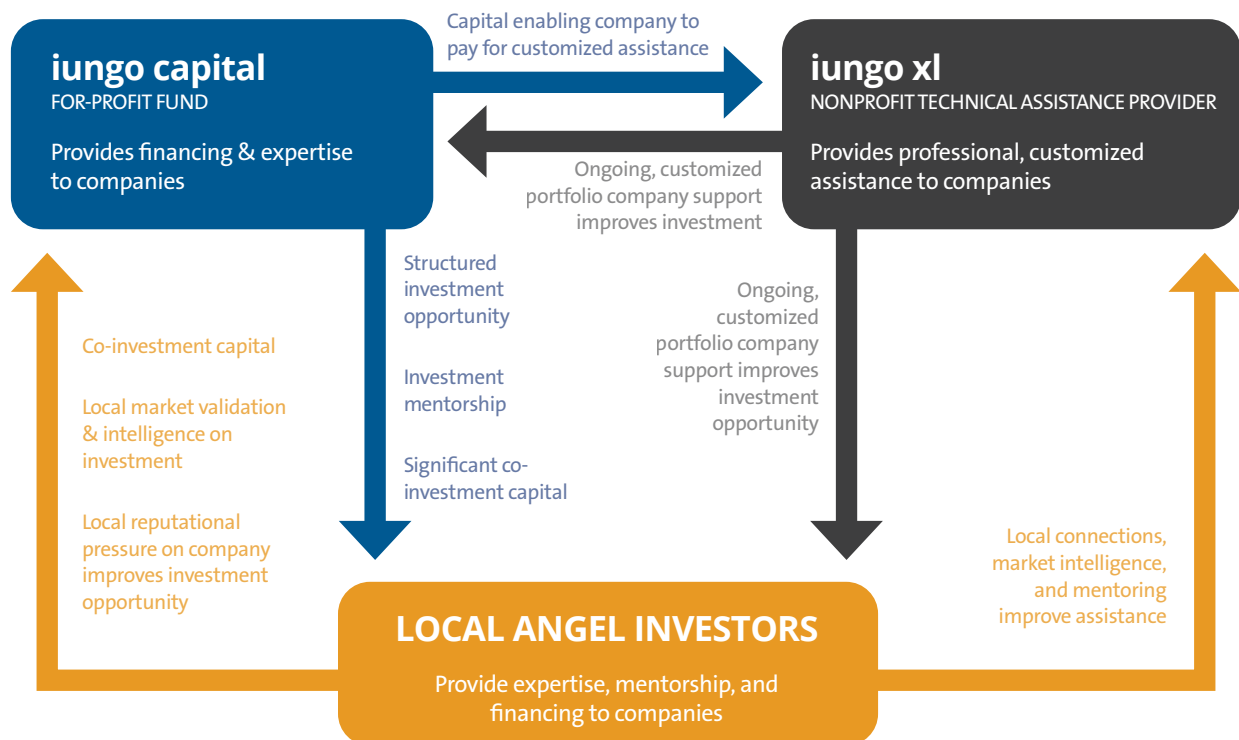 Capital enabling company to
pay for customized assistance
iungo capital
FOR-PROFIT FUND
Provides financing & expertise
to companies
iungo xl
NONPROFIT TECHNICAL ASSISTANCE PROVIDER
Provides professional, customized
assistance to companies
Ongoing, customized
portfolio company support
improves investment
Structured
investment
opportunity
Investment
mentorship
Significant co-
investment capital
Ongoing,
customized
portfolio company
support improves
investment
opportunity
Co-investment capital
Local market validation
& intelligence on
investment
Local reputational
pressure on company
improves investment
opportunity
Local connections,
market intelligence,
and mentoring
improve assistance
LOCAL ANGEL INVESTORS
Provide expertise, mentorship, and
financing to companies